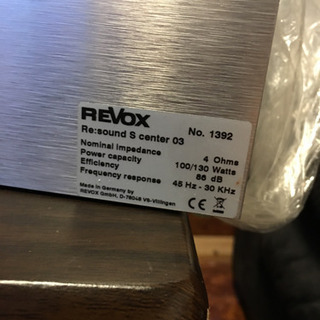 REVOX
Re:sound S center 03 No. 1392
Nominal impedance 4 Ohms
Power capacity 100/130 Watts
Efficiency 86 dB
Frequency response 45 Hz - 30 KHz
Made in Germany by
REVOX GmbH, D-78048 VS-Villingen
CE